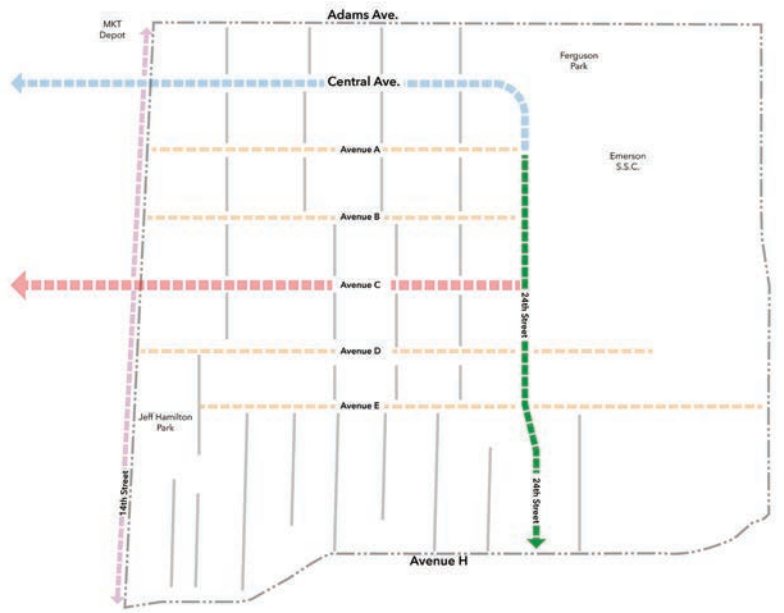 Adams Ave.
MKT
Depot
Ferguson
Park
Central Ave.
Avenue A
Emerson
S.S.C.
Avenue B
Avenue C
24th Street
Avenue D
Avenue E
Jeff Hamilton
Park
14th Street
24th Street
Avenue H